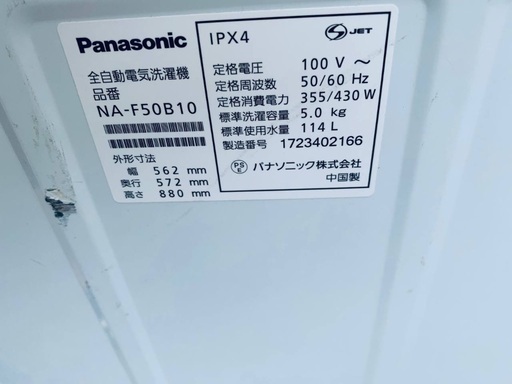 Panasonic
全自動電気洗濯機
品番
NA-F50B10
外形寸法
幅 562 mm
奥行 572 mm
高さ 880 mm
IPX4
S JET
定格電圧 100 V ～
定格周波数 50/60 Hz
定格消費電力 355/430 W
標準洗濯容量 5.0 kg
標準使用水量 114 L
製造番号 1723402166
PS E パナソニック株式会社
中国製